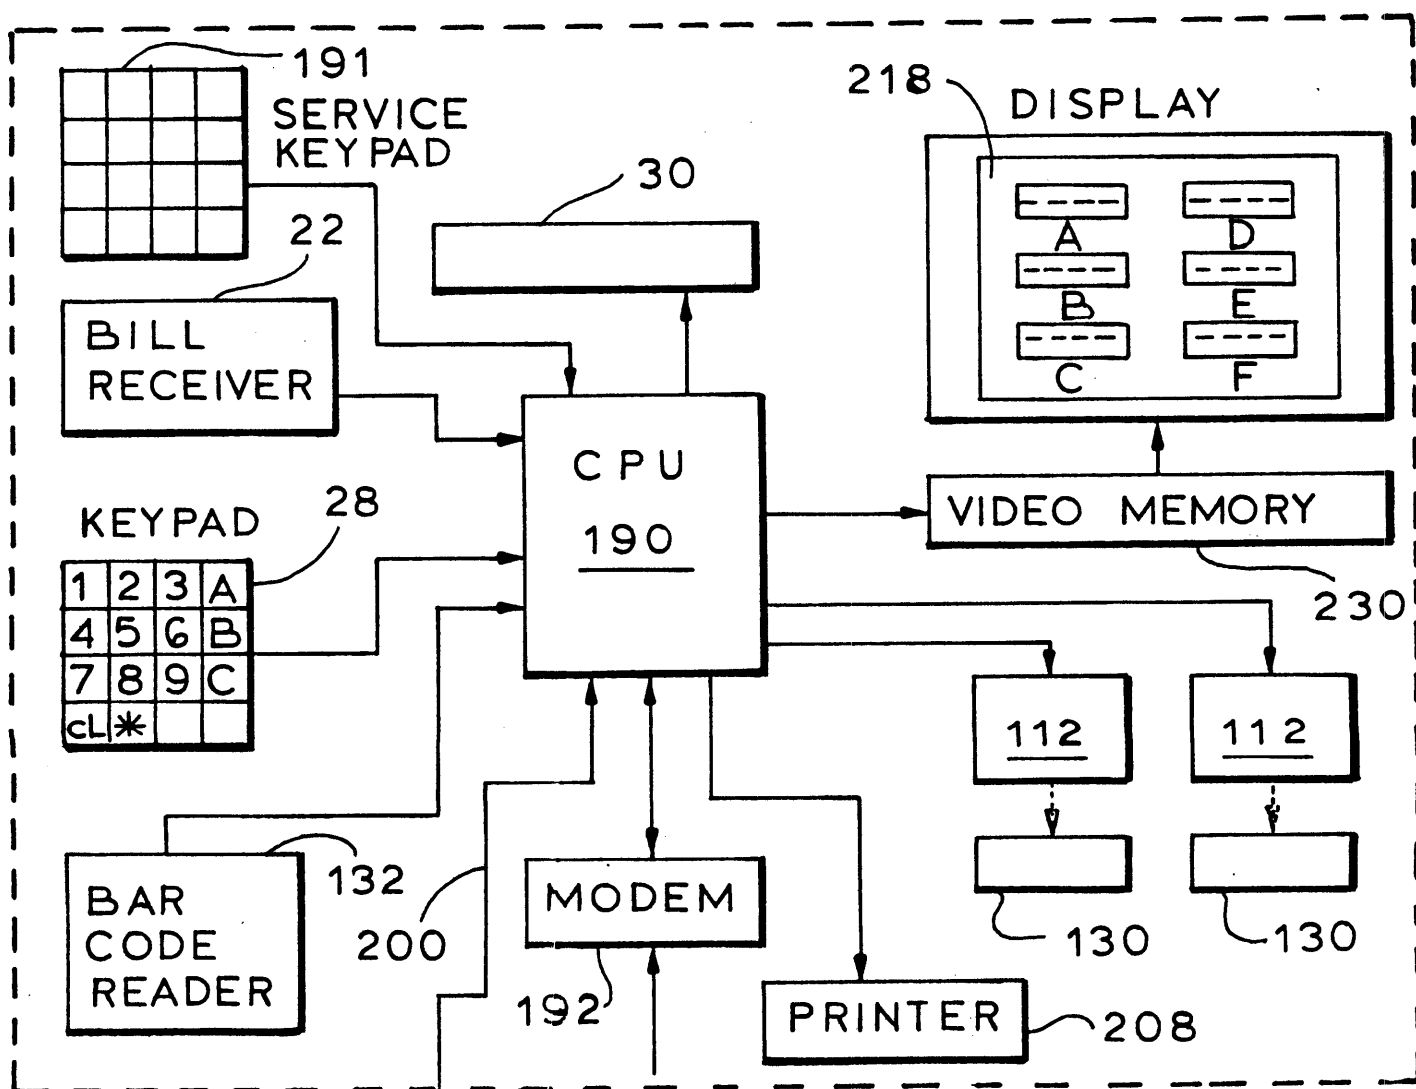 191
SERVICE
KEYPAD
218
DISPLAY
30
A
D
B
E
C
F
22
BILL
RECEIVER
CPU
190
VIDEO MEMORY
230
KEYPAD
28
1 2 3 A
4 5 6 B
7 8 9 C
cL *
112
112
132
BAR
CODE
READER
200
MODEM
192
130
130
PRINTER
208